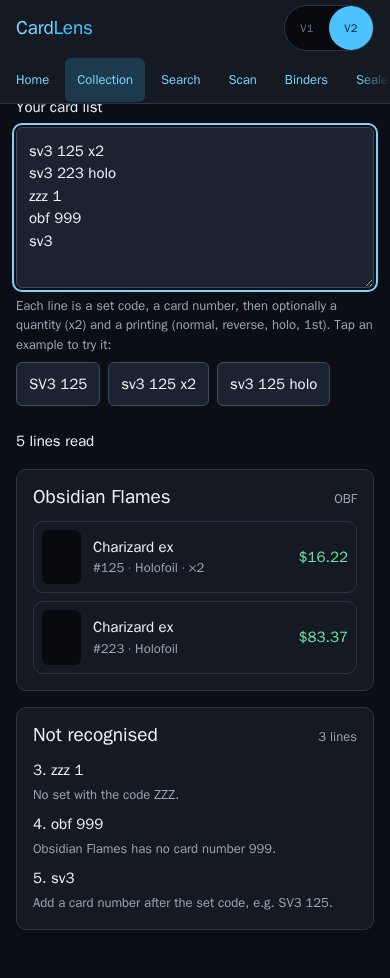 CardLens
V1 V2
Home Collection Search Scan Binders Seale
Your card list
sv3 125 x2
sv3 223 holo
zzz 1
obf 999
sv3
Each line is a set code, a card number, then optionally a
quantity (x2) and a printing (normal, reverse, holo, 1st). Tap an
example to try it:
SV3 125 sv3 125 x2 sv3 125 holo
5 lines read
Obsidian Flames OBF
Charizard ex
#125 · Holofoil · ×2
$16.22
Charizard ex
#223 · Holofoil
$83.37
Not recognised 3 lines
3. zzz 1
No set with the code ZZZ.
4. obf 999
Obsidian Flames has no card number 999.
5. sv3
Add a card number after the set code, e.g. SV3 125.